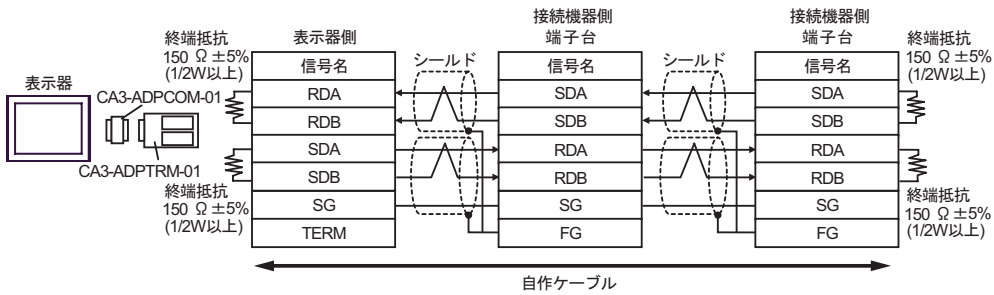 表示器
CA3-ADPCOM-01
CA3-ADPTRM-01
終端抵抗
150 Ω ±5%
(1/2W以上)
終端抵抗
150 Ω ±5%
(1/2W以上)
表示器側
信号名
RDA
RDB
SDA
SDB
SG
TERM
シールド
接続機器側
端子台
信号名
SDA
SDB
RDA
RDB
SG
FG
シールド
接続機器側
端子台
信号名
SDA
SDB
RDA
RDB
SG
FG
終端抵抗
150 Ω ±5%
(1/2W以上)
終端抵抗
150 Ω ±5%
(1/2W以上)
自作ケーブル